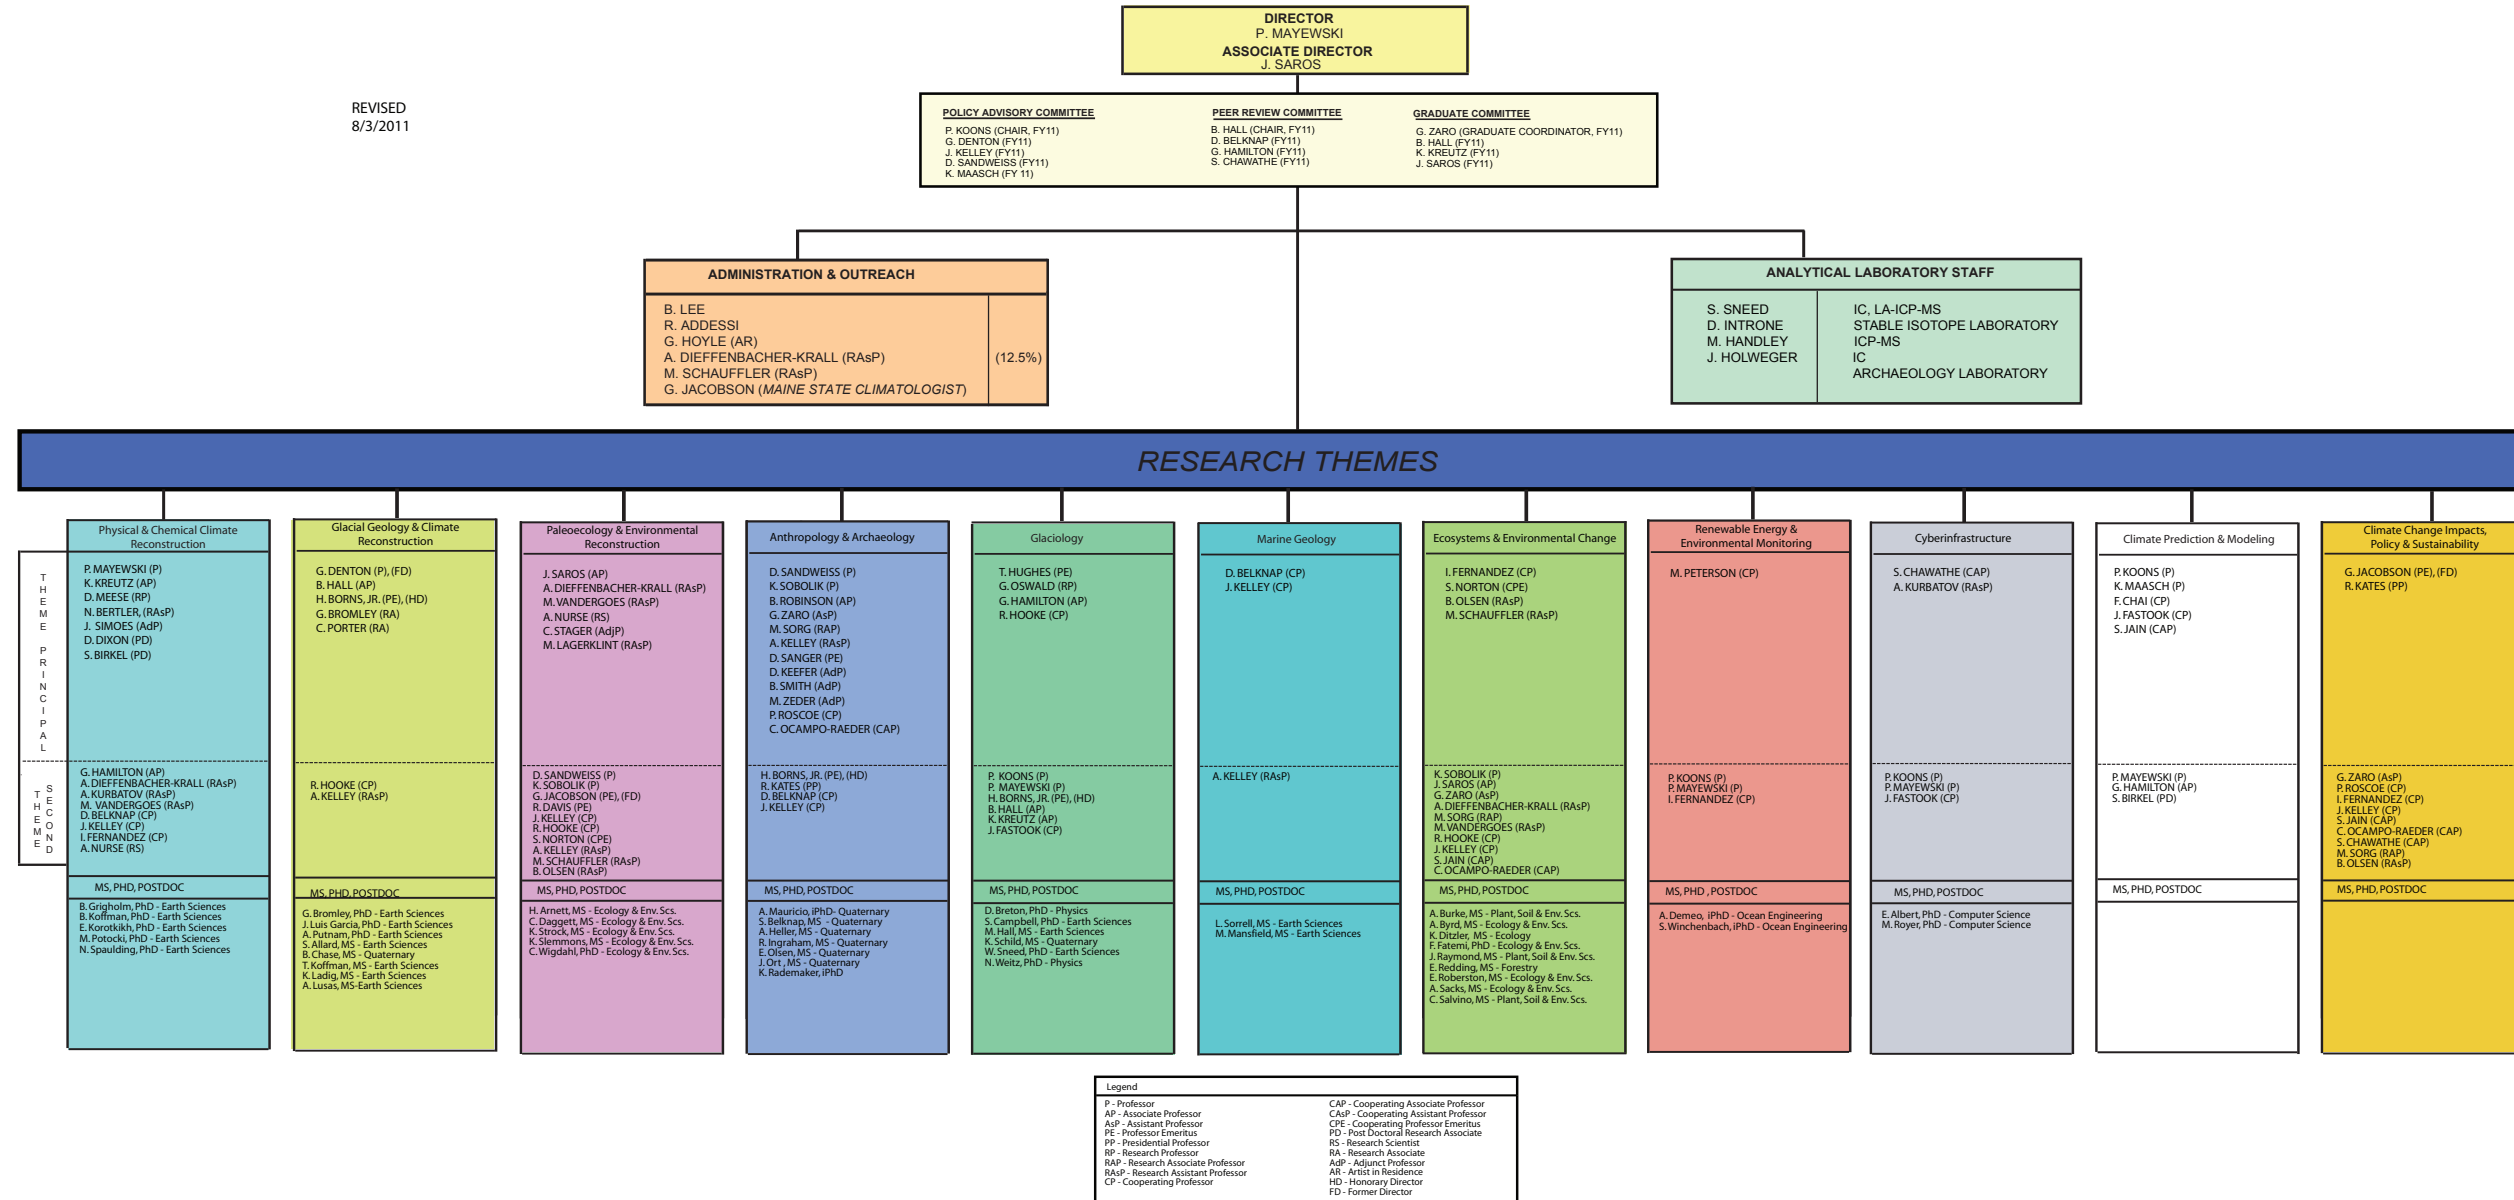 DIRECTOR
P. MAYEWSKI
ASSOCIATE DIRECTOR
J. SAROS
REVISED
8/3/2011
POLICY ADVISORY COMMITTEE
P. KOONS (CHAIR, FY11)
G. DENTON (FY11)
J. KELLEY (FY11)
D. SANDWEISS (FY11)
K. MAASCH (FY 11)
PEER REVIEW COMMITTEE
B. HALL (CHAIR, FY11)
D. BELKNAP (FY11)
G. HAMILTON (FY11)
S. CHAWATHE (FY11)
GRADUATE COMMITTEE
G. ZARO (GRADUATE COORDINATOR, FY11)
B. HALL (FY11)
K. KREUTZ (FY11)
J. SAROS (FY11)
ADMINISTRATION & OUTREACH
B. LEE
R. ADDESSI
G. HOYLE (AR)
A. DIEFFENBACHER-KRALL (RAsP) (12.5%)
M. SCHAUFFLER (RAsP)
G. JACOBSON (MAINE STATE CLIMATOLOGIST)
ANALYTICAL LABORATORY STAFF
S. SNEED IC, LA-ICP-MS
D. INTRONE STABLE ISOTOPE LABORATORY
M. HANDLEY ICP-MS
J. HOLWEGER IC
ARCHAEOLOGY LABORATORY
RESEARCH THEMES
THEME PRINCIPAL
THEME SECOND
Physical & Chemical Climate
Reconstruction
P. MAYEWSKI (P)
K. KREUTZ (AP)
D. MEESE (RP)
N. BERTLER, (RAsP)
J. SIMOES (AdP)
D. DIXON (PD)
S. BIRKEL (PD)
G. HAMILTON (AP)
A. DIEFFENBACHER-KRALL (RAsP)
A. KURBATOV (RAsP)
M. VANDERGOES (RAsP)
D. BELKNAP (CP)
J. KELLEY (CP)
I. FERNANDEZ (CP)
A. NURSE (RS)
MS, PHD, POSTDOC
B. Grigholm, PhD - Earth Sciences
B. Koffman, PhD - Earth Sciences
E. Korotkikh, PhD - Earth Sciences
M. Potocki, PhD - Earth Sciences
N. Spaulding, PhD - Earth Sciences
Glacial Geology & Climate
Reconstruction
G. DENTON (P), (FD)
B. HALL (AP)
H. BORNS, JR. (PE), (HD)
G. BROMLEY (RA)
C. PORTER (RA)
R. HOOKE (CP)
A. KELLEY (RAsP)
MS, PHD, POSTDOC
G. Bromley, PhD - Earth Sciences
J. Luis Garcia, PhD - Earth Sciences
A. Putnam, PhD - Earth Sciences
S. Allard, MS - Earth Sciences
B. Chase, MS - Quaternary
T. Koffman, MS - Earth Sciences
K. Ladig, MS - Earth Sciences
A. Lusas, MS-Earth Sciences
Paleoecology & Environmental
Reconstruction
J. SAROS (AP)
A. DIEFFENBACHER-KRALL (RAsP)
M. VANDERGOES (RAsP)
A. NURSE (RS)
C. STAGER (AdjP)
M. LAGERKLINT (RAsP)
D. SANDWEISS (P)
K. SOBOLIK (P)
G. JACOBSON (PE), (FD)
R. DAVIS (PE)
J. KELLEY (CP)
R. HOOKE (CP)
S. NORTON (CPE)
A. KELLEY (RAsP)
M. SCHAUFFLER (RAsP)
B. OLSEN (RAsP)
MS, PHD, POSTDOC
H. Arnett, MS - Ecology & Env. Scs.
C. Daggett, MS - Ecology & Env. Scs.
K. Strock, MS - Ecology & Env. Scs.
K. Slemmons, MS - Ecology & Env. Scs.
C. Wigdahl, PhD - Ecology & Env. Scs.
Anthropology & Archaeology
D. SANDWEISS (P)
K. SOBOLIK (P)
B. ROBINSON (AP)
G. ZARO (AsP)
M. SORG (RAP)
A. KELLEY (RAsP)
D. SANGER (PE)
D. KEEFER (AdP)
B. SMITH (AdP)
M. ZEDER (AdP)
P. ROSCOE (CP)
C. OCAMPO-RAEDER (CAP)
H. BORNS, JR. (PE), (HD)
R. KATES (PP)
D. BELKNAP (CP)
J. KELLEY (CP)
MS, PHD, POSTDOC
A. Mauricio, iPhD- Quaternary
S. Belknap, MS - Quaternary
A. Heller, MS - Quaternary
R. Ingraham, MS - Quaternary
E. Olsen, MS - Quaternary
J. Ort , MS - Quaternary
K. Rademaker, iPhD
Glaciology
T. HUGHES (PE)
G. OSWALD (RP)
G. HAMILTON (AP)
R. HOOKE (CP)
P. KOONS (P)
P. MAYEWSKI (P)
H. BORNS, JR. (PE), (HD)
B. HALL (AP)
K. KREUTZ (AP)
J. FASTOOK (CP)
MS, PHD, POSTDOC
D. Breton, PhD - Physics
S. Campbell, PhD - Earth Sciences
M. Hall, MS - Earth Sciences
K. Schild, MS - Quaternary
W. Sneed, PhD - Earth Sciences
N. Weitz, PhD - Physics
Marine Geology
D. BELKNAP (CP)
J. KELLEY (CP)
A. KELLEY (RAsP)
MS, PHD, POSTDOC
L. Sorrell, MS - Earth Sciences
M. Mansfield, MS - Earth Sciences
Ecosystems & Environmental Change
I. FERNANDEZ (CP)
S. NORTON (CPE)
B. OLSEN (RAsP)
M. SCHAUFFLER (RAsP)
K. SOBOLIK (P)
J. SAROS (AP)
G. ZARO (AsP)
A. DIEFFENBACHER-KRALL (RAsP)
M. SORG (RAP)
M. VANDERGOES (RAsP)
R. HOOKE (CP)
J. KELLEY (CP)
S. JAIN (CAP)
C. OCAMPO-RAEDER (CAP)
MS, PHD, POSTDOC
A. Burke, MS - Plant, Soil & Env. Scs.
A. Byrd, MS - Ecology & Env. Scs.
K. Ditzler, MS - Ecology
F. Fatemi, PhD - Ecology & Env. Scs.
J. Raymond, MS - Plant, Soil & Env. Scs.
E. Redding, MS - Forestry
E. Roberston, MS - Ecology & Env. Scs.
A. Sacks, MS - Ecology & Env. Scs.
C. Salvino, MS - Plant, Soil & Env. Scs.
Renewable Energy &
Environmental Monitoring
M. PETERSON (CP)
P. KOONS (P)
P. MAYEWSKI (P)
I. FERNANDEZ (CP)
MS, PHD , POSTDOC
A. Demeo, iPhD - Ocean Engineering
S. Winchenbach, iPhD - Ocean Engineering
Cyberinfrastructure
S. CHAWATHE (CAP)
A. KURBATOV (RAsP)
P. KOONS (P)
P. MAYEWSKI (P)
J. FASTOOK (CP)
MS, PHD, POSTDOC
E. Albert, PhD - Computer Science
M. Royer, PhD - Computer Science
Climate Prediction & Modeling
P. KOONS (P)
K. MAASCH (P)
F. CHAI (CP)
J. FASTOOK (CP)
S. JAIN (CAP)
P. MAYEWSKI (P)
G. HAMILTON (AP)
S. BIRKEL (PD)
MS, PHD, POSTDOC
Climate Change Impacts,
Policy & Sustainability
G. JACOBSON (PE), (FD)
R. KATES (PP)
G. ZARO (AsP)
P. ROSCOE (CP)
I. FERNANDEZ (CP)
J. KELLEY (CP)
S. JAIN (CAP)
C. OCAMPO-RAEDER (CAP)
S. CHAWATHE (CAP)
M. SORG (RAP)
B. OLSEN (RAsP)
MS, PHD, POSTDOC
Legend
P - Professor
AP - Associate Professor
AsP - Assistant Professor
PE - Professor Emeritus
PP - Presidential Professor
RP - Research Professor
RAP - Research Associate Professor
RAsP - Research Assistant Professor
CP - Cooperating Professor
CAP - Cooperating Associate Professor
CAsP - Cooperating Assistant Professor
CPE - Cooperating Professor Emeritus
PD - Post Doctoral Research Associate
RS - Research Scientist
RA - Research Associate
AdP - Adjunct Professor
AR - Artist in Residence
HD - Honorary Director
FD - Former Director